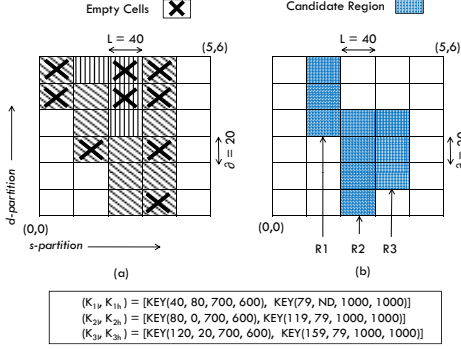 Empty Cells
Candidate Region
L = 40
(5,6)
L = 40
(5,6)
d-partition
∂ = 20
∂ = 20
(0,0)
(0,0)
s-partition
R1
R2
R3
(a)
(b)
(K1l, K1h) = [KEY(40, 80, 700, 600), KEY(79, ND, 1000, 1000)]
(K2l, K2h) = [KEY(80, 0, 700, 600), KEY(119, 79, 1000, 1000)]
(K3l, K3h) = [KEY(120, 20, 700, 600), KEY(159, 79, 1000, 1000)]